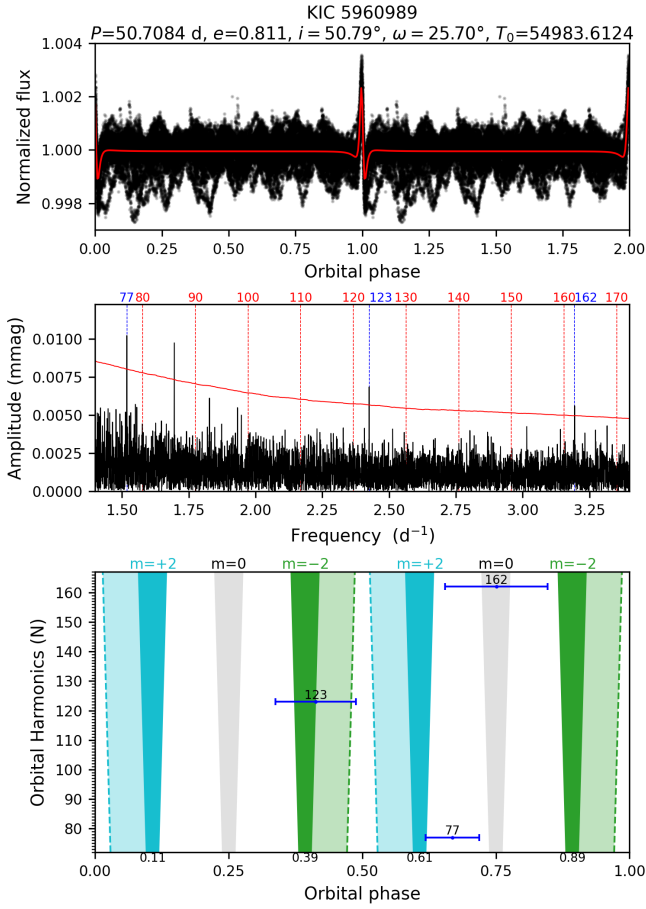 KIC 5960989
P=50.7084 d, e=0.811, i = 50.79°, ω = 25.70°, T₀=54983.6124
1.004
1.002
1.000
0.998
Normalized flux
0.00 0.25 0.50 0.75 1.00 1.25 1.50 1.75 2.00
Orbital phase
77 80 90 100 110 120 123 130 140 150 160 162 170
0.0100
0.0075
0.0050
0.0025
0.0000
Amplitude (mmag)
1.50 1.75 2.00 2.25 2.50 2.75 3.00 3.25
Frequency (d⁻¹)
m=+2 m=0 m=−2 m=+2 m=0 m=−2
160
150
140
130
120
110
100
90
80
Orbital Harmonics (N)
162
123
77
0.11 0.39 0.61 0.89
0.00 0.25 0.50 0.75 1.00
Orbital phase